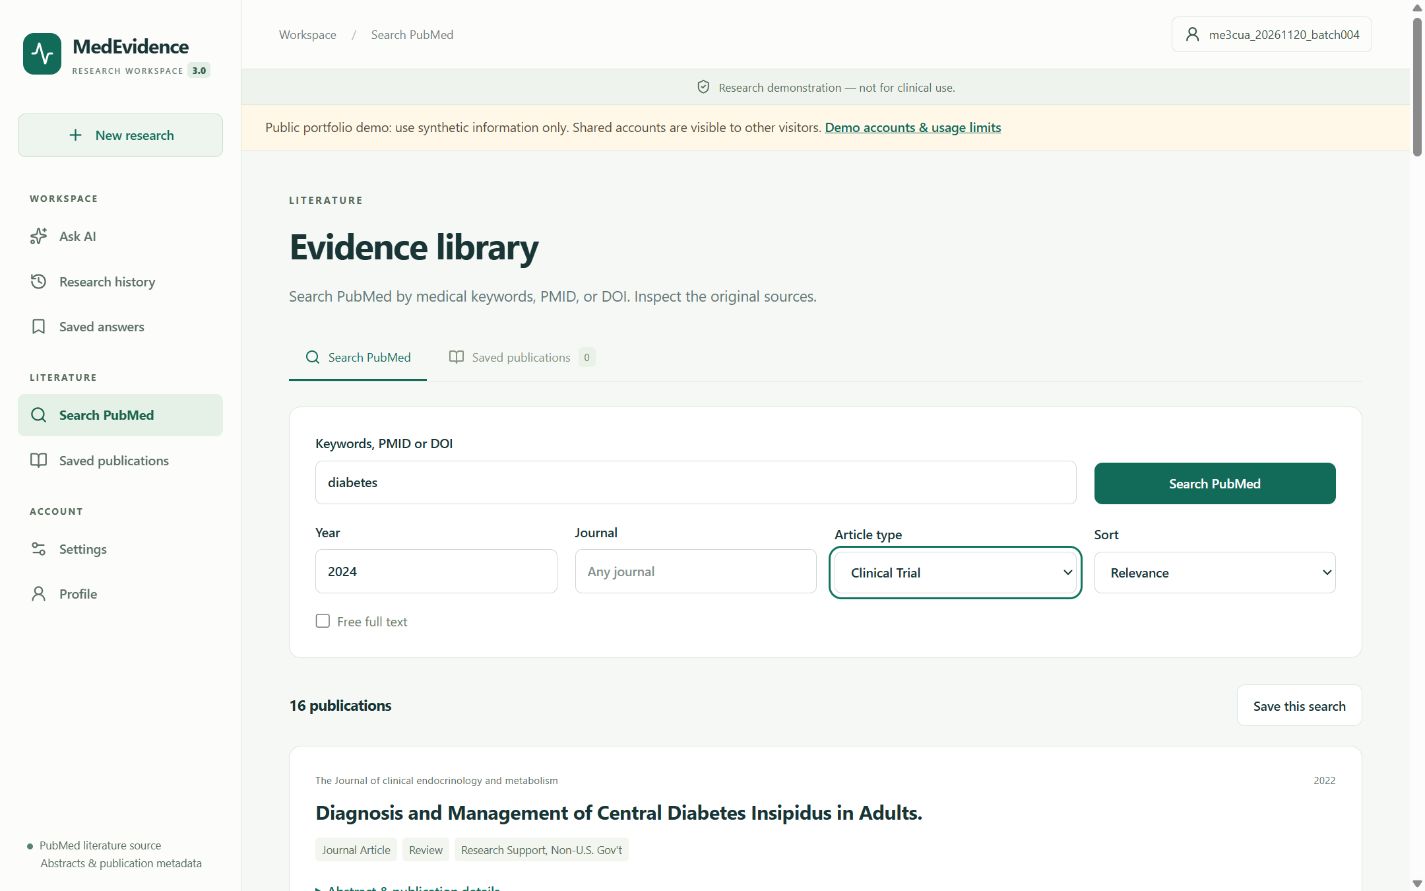 MedEvidence
RESEARCH WORKSPACE 3.0
New research
WORKSPACE
Ask AI
Research history
Saved answers
LITERATURE
Search PubMed
Saved publications
ACCOUNT
Settings
Profile
PubMed literature source
Abstracts & publication metadata
Workspace / Search PubMed
me3cua_20261120_batch004
Research demonstration — not for clinical use.
Public portfolio demo: use synthetic information only. Shared accounts are visible to other visitors. Demo accounts & usage limits
LITERATURE
Evidence library
Search PubMed by medical keywords, PMID, or DOI. Inspect the original sources.
Search PubMed Saved publications 0
Keywords, PMID or DOI
diabetes
Search PubMed
Year Journal Article type Sort
2024 Any journal Clinical Trial Relevance
Free full text
16 publications
Save this search
The Journal of clinical endocrinology and metabolism 2022
Diagnosis and Management of Central Diabetes Insipidus in Adults.
Journal Article Review Research Support, Non-U.S. Gov't
Abstract & publication details